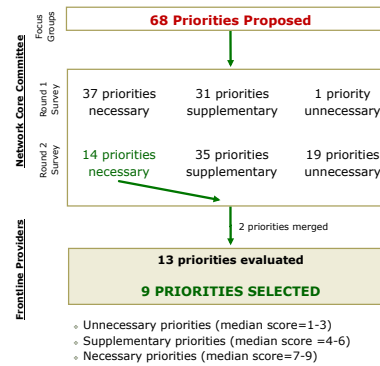 Focus
Groups
68 Priorities Proposed
Network Core Committee
Round 1
Survey
37 priorities
necessary
31 priorities
supplementary
1 priority
unnecessary
Round 2
Survey
14 priorities
necessary
35 priorities
supplementary
19 priorities
unnecessary
2 priorities merged
Frontline Providers
13 priorities evaluated
9 PRIORITIES SELECTED
Unnecessary priorities (median score=1-3)
Supplementary priorities (median score =4-6)
Necessary priorities (median score=7-9)